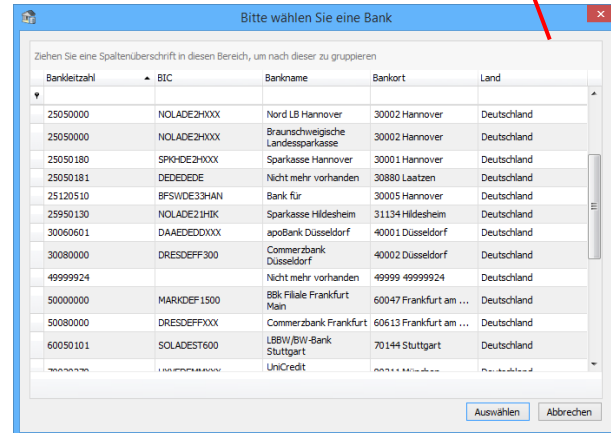 Bitte wählen Sie eine Bank
Ziehen Sie eine Spaltenüberschrift in diesen Bereich, um nach dieser zu gruppieren
Bankleitzahl BIC Bankname Bankort Land
25050000 NOLADE2HXXX Nord LB Hannover 30002 Hannover Deutschland
25050000 NOLADE2HXXX Braunschweigische Landessparkasse 30002 Hannover Deutschland
25050180 SPKHDE2HXXX Sparkasse Hannover 30001 Hannover Deutschland
25050181 DEDEDEDE Nicht mehr vorhanden 30880 Laatzen Deutschland
25120510 BFSWDE33HAN Bank für 30005 Hannover Deutschland
25950130 NOLADE21HIK Sparkasse Hildesheim 31134 Hildesheim Deutschland
30060601 DAAEDEDDXXX apoBank Düsseldorf 40001 Düsseldorf Deutschland
30080000 DRESDEFF300 Commerzbank Düsseldorf 40002 Düsseldorf Deutschland
49999924 Nicht mehr vorhanden 49999 49999924 Deutschland
50000000 MARKDEF1500 BBk Filiale Frankfurt Main 60047 Frankfurt am ... Deutschland
50080000 DRESDEFFXXX Commerzbank Frankfurt 60613 Frankfurt am ... Deutschland
60050101 SOLADEST600 LBBW/BW-Bank Stuttgart 70144 Stuttgart Deutschland
UniCredit
Auswählen Abbrechen